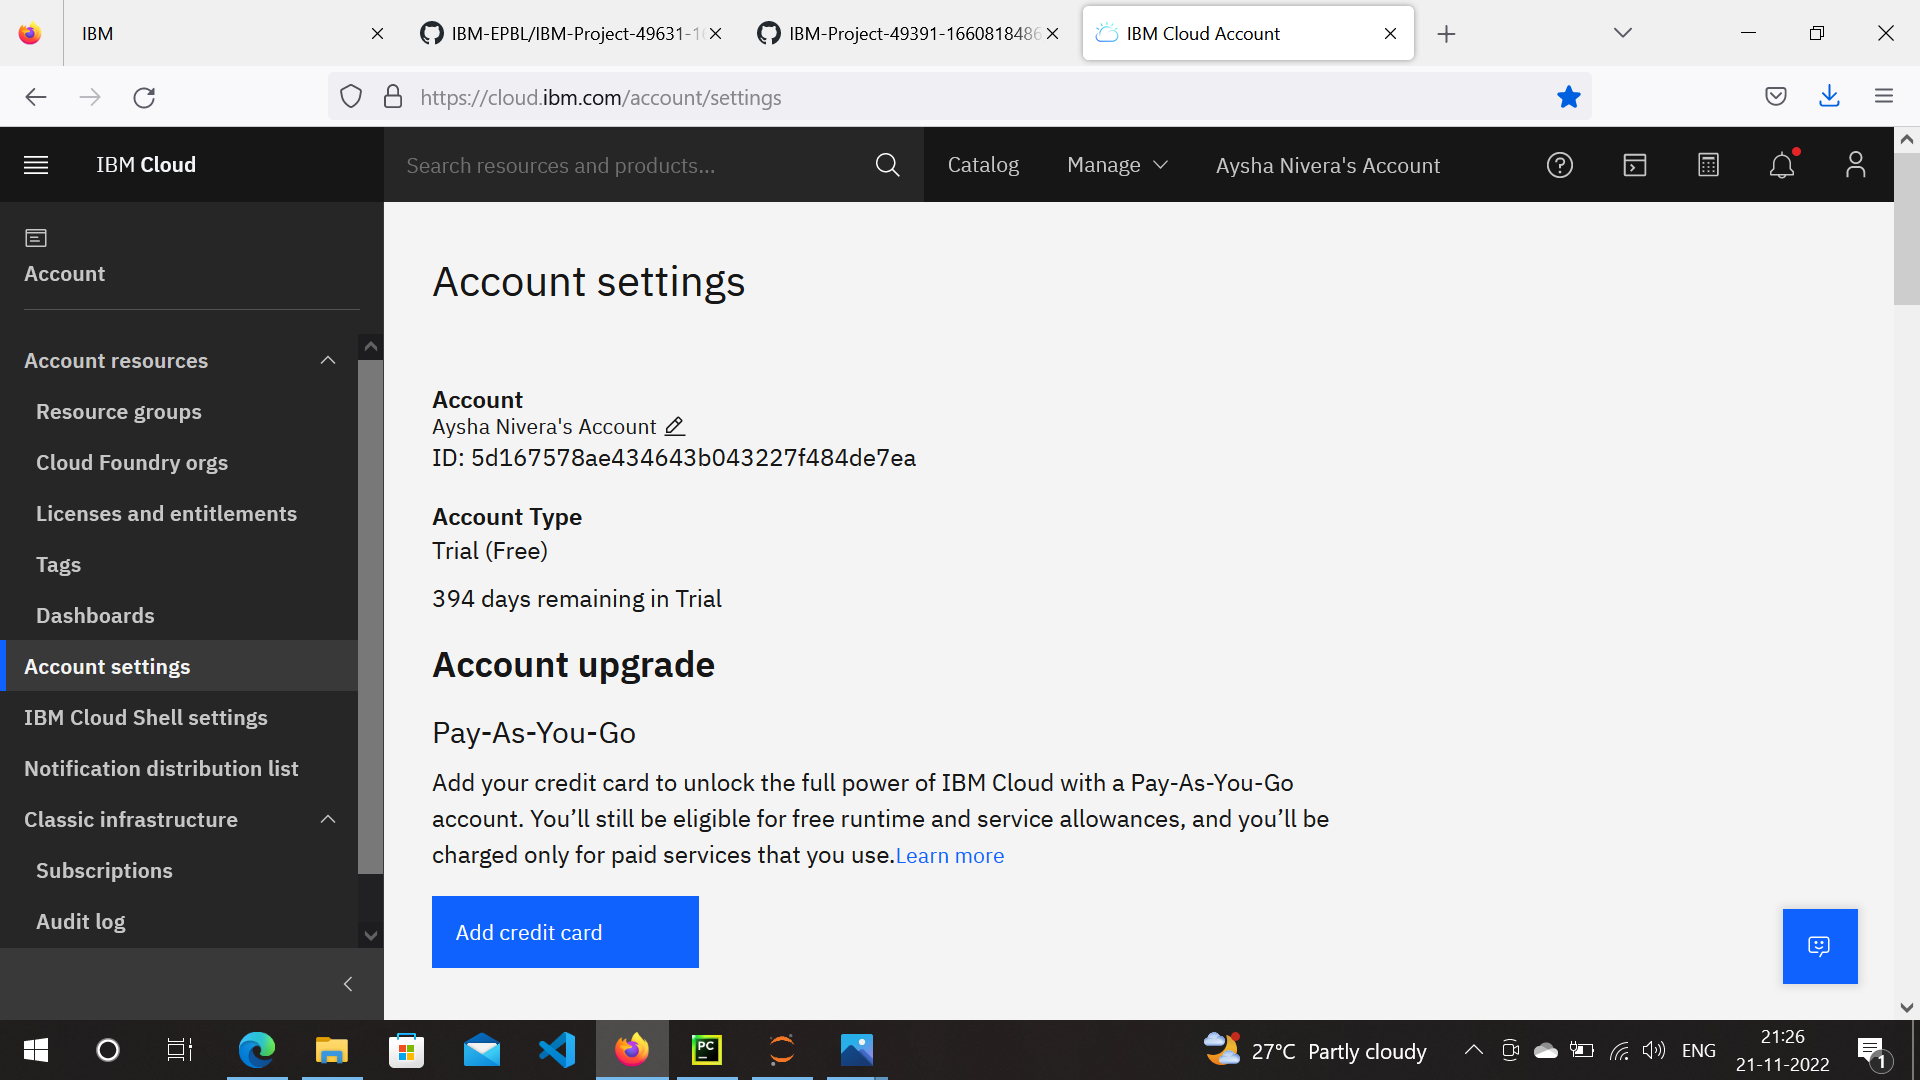 IBM
IBM-EPBL/IBM-Project-49631-16
IBM-Project-49391-1660818486
IBM Cloud Account
https://cloud.ibm.com/account/settings
IBM Cloud
Search resources and products...
Catalog
Manage
Aysha Nivera's Account
Account
Account resources
Resource groups
Cloud Foundry orgs
Licenses and entitlements
Tags
Dashboards
Account settings
IBM Cloud Shell settings
Notification distribution list
Classic infrastructure
Subscriptions
Audit log
Account settings
Account
Aysha Nivera's Account
ID: 5d167578ae434643b043227f484de7ea
Account Type
Trial (Free)
394 days remaining in Trial
Account upgrade
Pay-As-You-Go
Add your credit card to unlock the full power of IBM Cloud with a Pay-As-You-Go
account. You’ll still be eligible for free runtime and service allowances, and you’ll be
charged only for paid services that you use.Learn more
Add credit card
PC
27°C Partly cloudy
ENG
21:26
21-11-2022
1